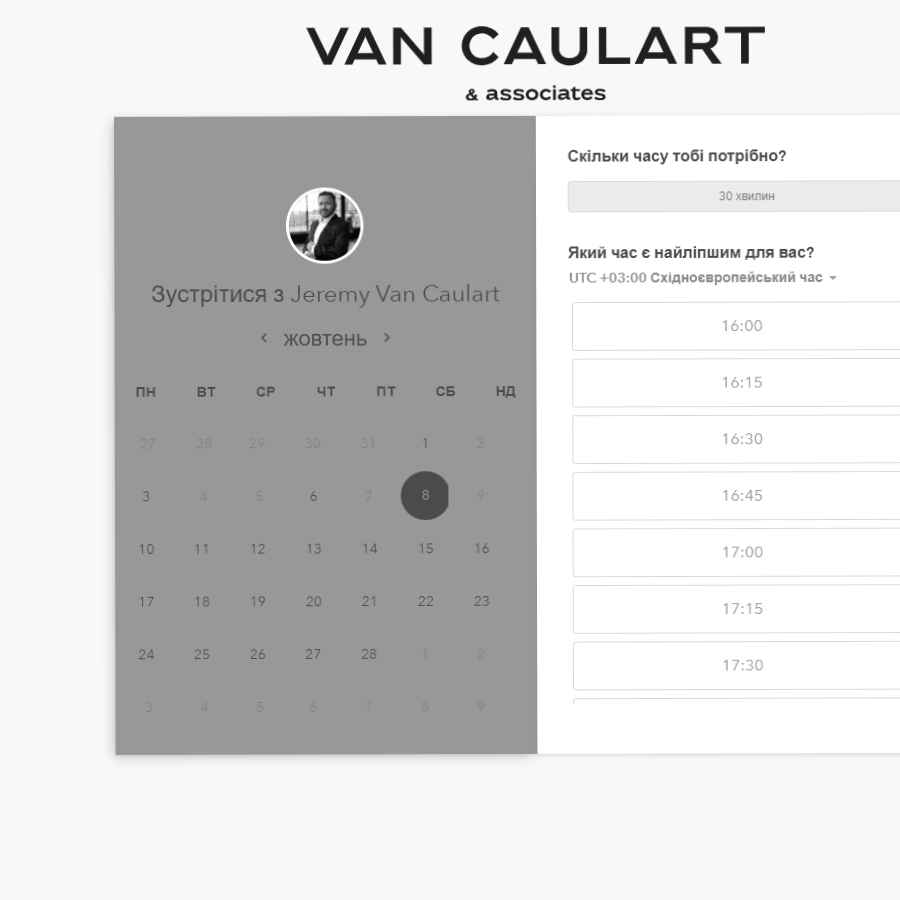 VAN CAULART
& associates
Зустрітися з Jeremy Van Caulart
жовтень
ПН ВТ СР ЧТ ПТ СБ НД
27 28 29 30 31 1 2
3 4 5 6 7 8 9
10 11 12 13 14 15 16
17 18 19 20 21 22 23
24 25 26 27 28 1 2
3 4 5 6 7 8 9
Скільки часу тобі потрібно?
30 хвилин
Який час є найліпшим для вас?
UTC +03:00 Східноєвропейський час
16:00
16:15
16:30
16:45
17:00
17:15
17:30